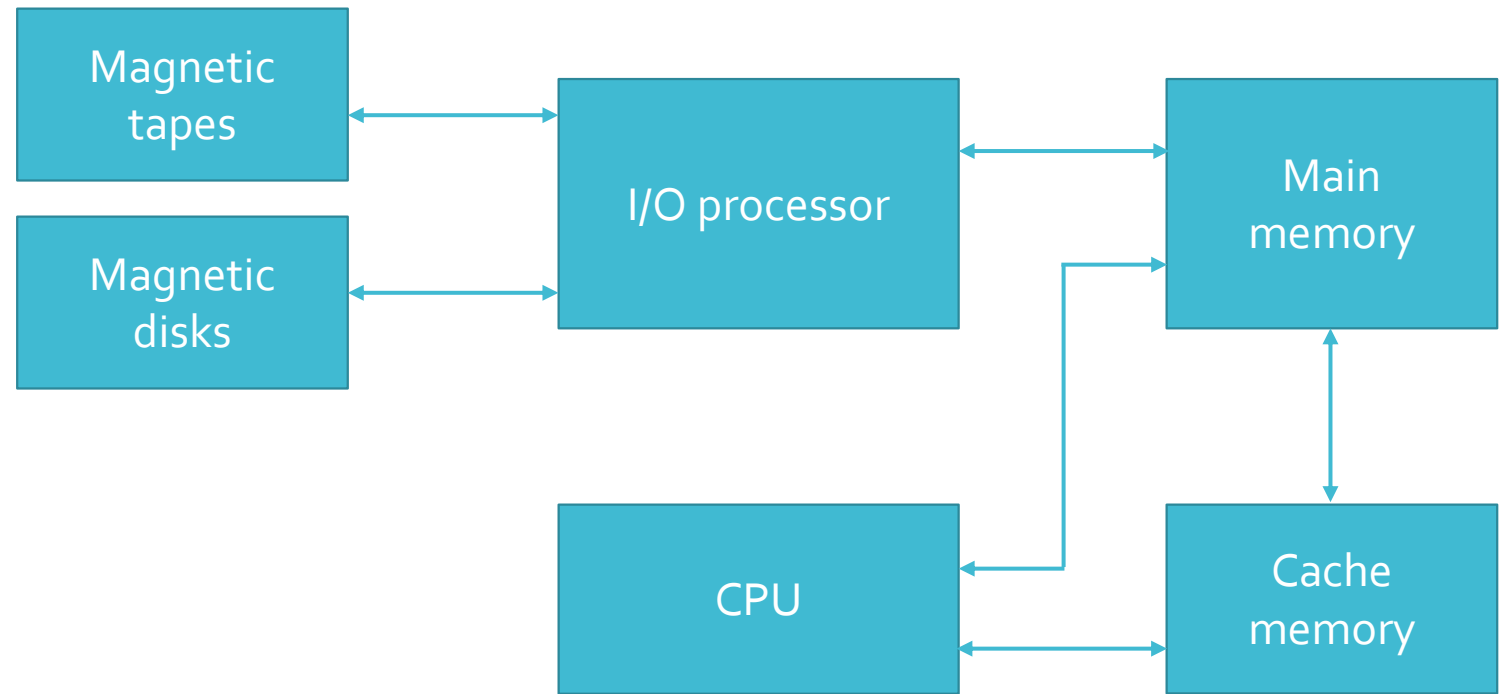 Magnetic
tapes
I/O processor
Main
memory
Magnetic
disks
CPU
Cache
memory